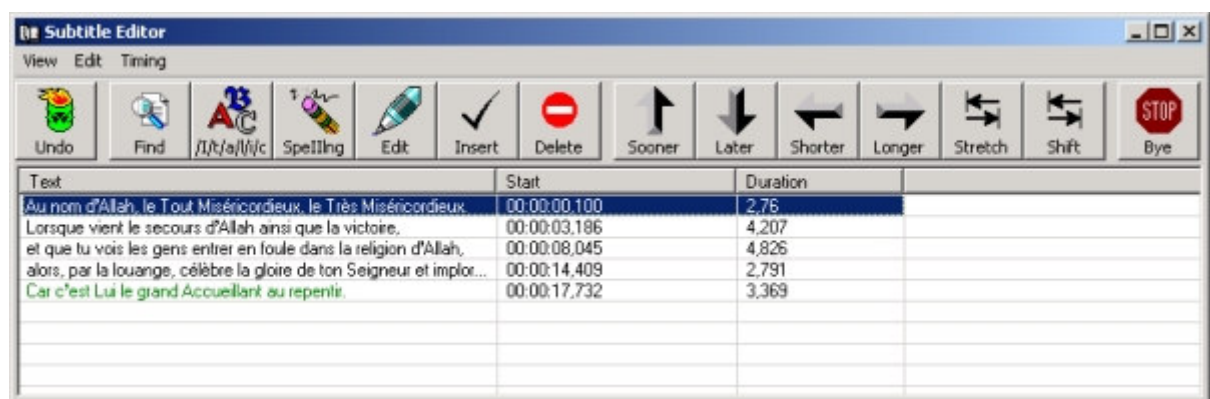 Subtitle Editor
View Edit Timing
Undo Find /I/t/a/l/i/c SpeIIIng Edit Insert Delete Sooner Later Shorter Longer Stretch Shift STOP Bye
Text Start Duration
Au nom d'Allah, le Tout Miséricordieux, le Très Miséricordieux. 00:00:00,100 2,76
Lorsque vient le secours d'Allah ainsi que la victoire, 00:00:03,186 4,207
et que tu vois les gens entrer en foule dans la religion d'Allah, 00:00:08,045 4,826
alors, par la louange, célèbre la gloire de ton Seigneur et implor... 00:00:14,409 2,791
Car c'est Lui le grand Accueillant au repentir. 00:00:17,732 3,369